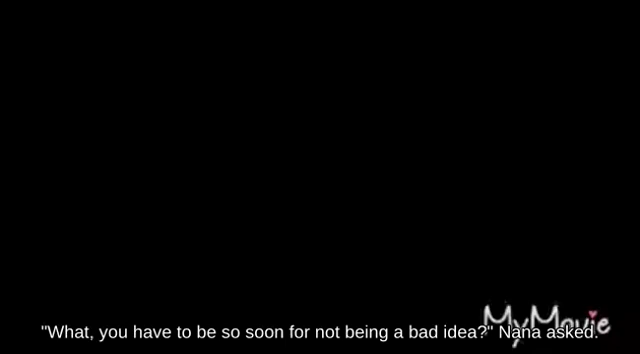 MyMovie
"What, you have to be so soon for not being a bad idea?" Nana asked.